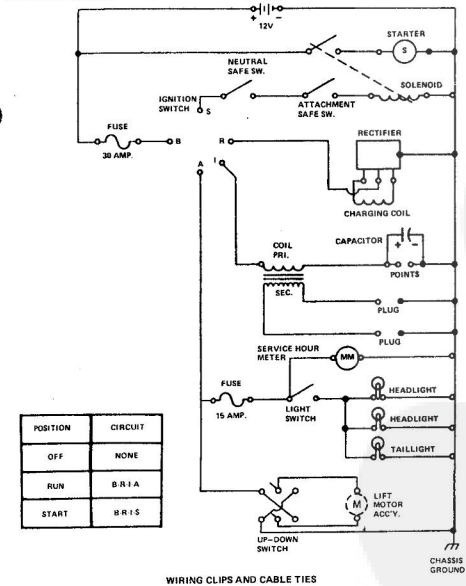 + -
12V
STARTER
S
NEUTRAL
SAFE SW.
SOLENOID
IGNITION
SWITCH
S
ATTACHMENT
SAFE SW.
FUSE
30 AMP.
B
R
I
A
RECTIFIER
CHARGING COIL
COIL
PRI.
CAPACITOR
+ -
POINTS
SEC.
PLUG
PLUG
SERVICE HOUR
METER
MM
FUSE
15 AMP.
LIGHT
SWITCH
HEADLIGHT
HEADLIGHT
TAILLIGHT
POSITION CIRCUIT
OFF NONE
RUN B-R-I-A
START B-R-I-S
M
LIFT
MOTOR
ACC'Y.
UP-DOWN
SWITCH
CHASSIS
GROUND
WIRING CLIPS AND CABLE TIES